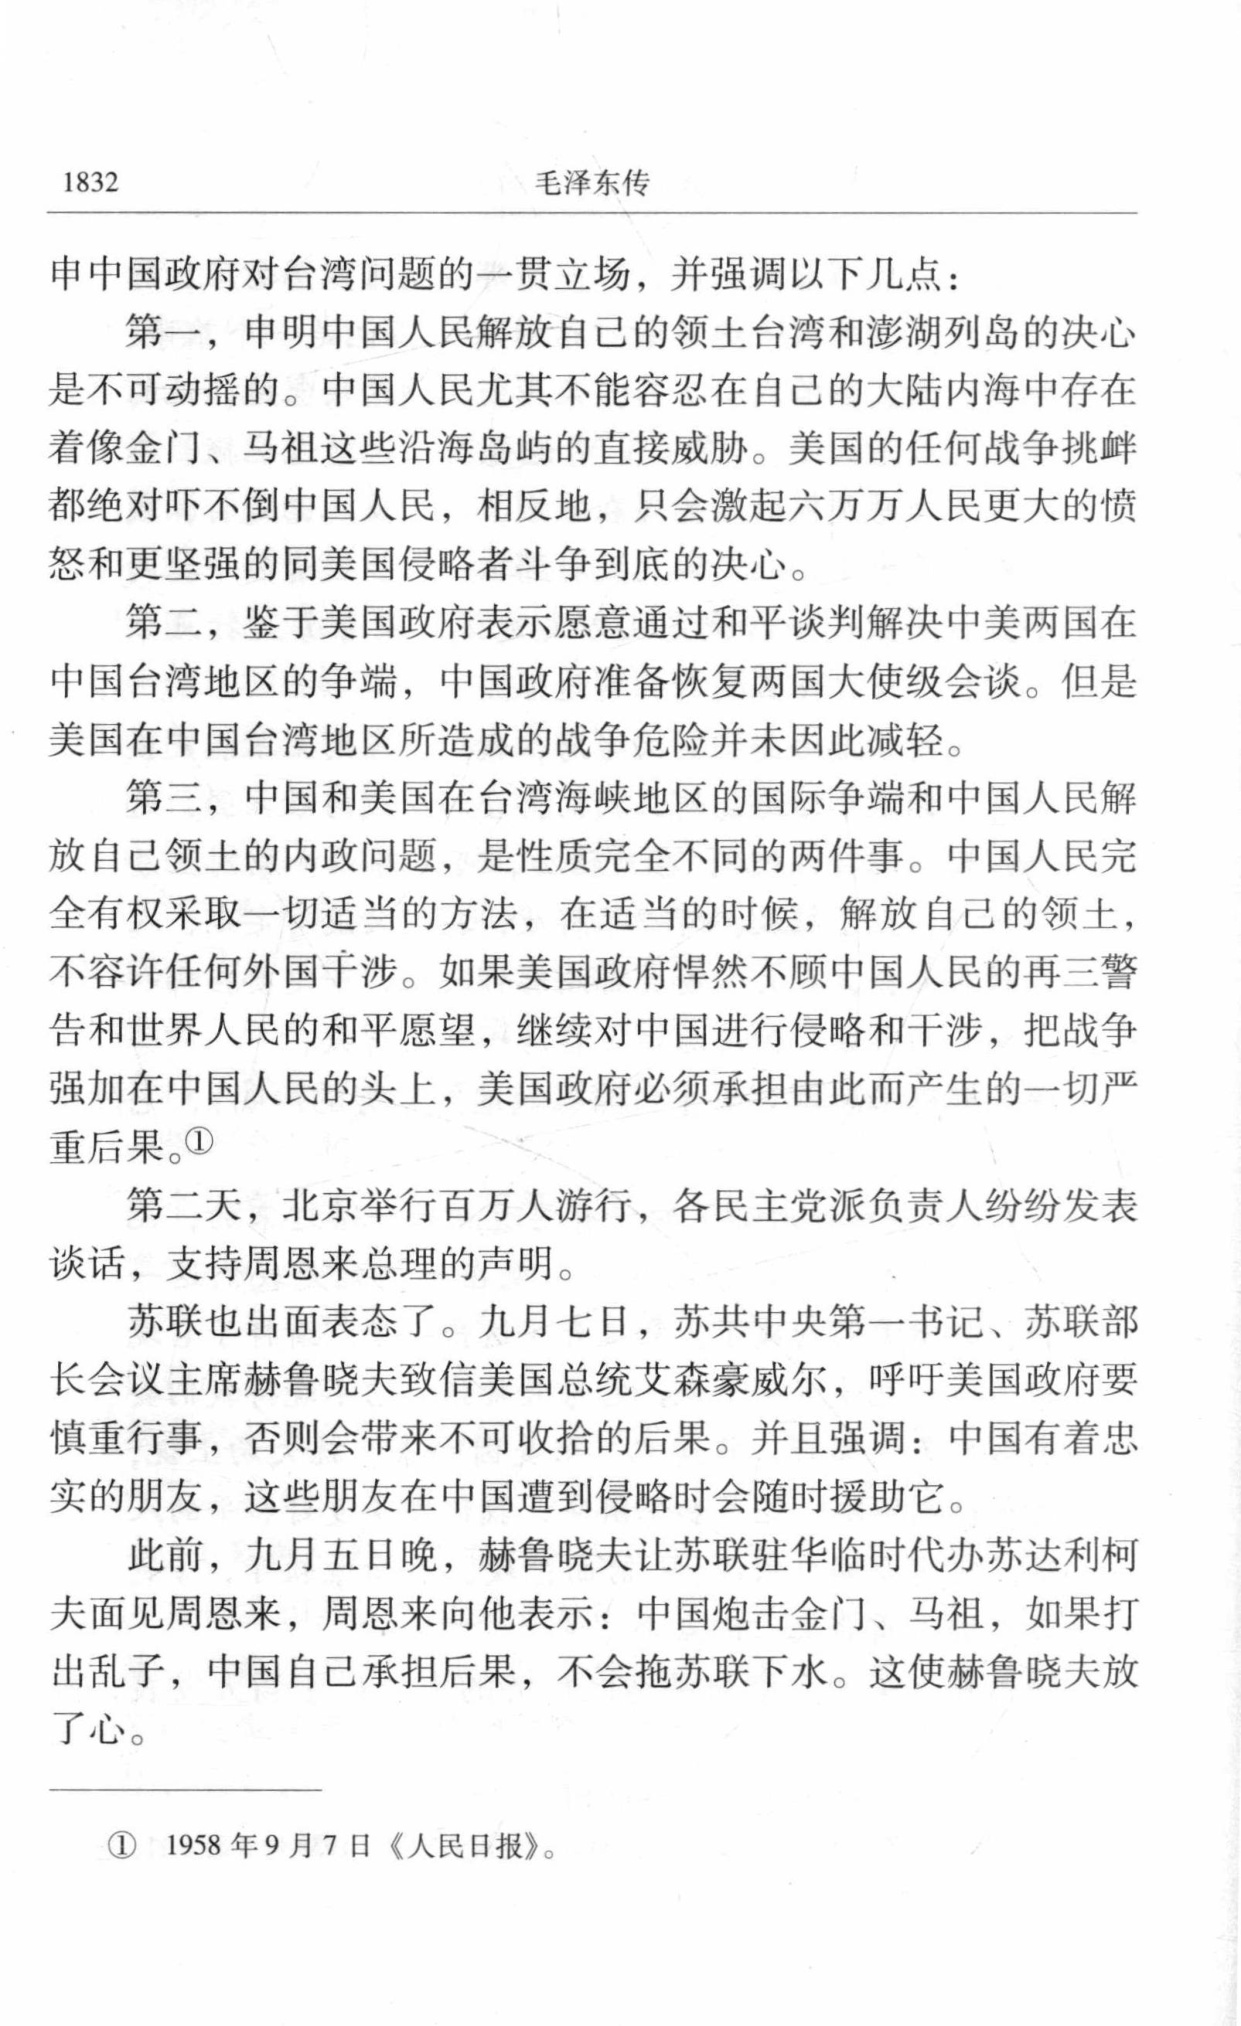 1832 毛泽东传
申中国政府对台湾问题的一贯立场，并强调以下几点：
第一，申明中国人民解放自己的领土台湾和澎湖列岛的决心
是不可动摇的。中国人民尤其不能容忍在自己的大陆内海中存在
着像金门、马祖这些沿海岛屿的直接威胁。美国的任何战争挑衅
都绝对吓不倒中国人民，相反地，只会激起六万万人民更大的愤
怒和更坚强的同美国侵略者斗争到底的决心。
第二，鉴于美国政府表示愿意通过和平谈判解决中美两国在
中国台湾地区的争端，中国政府准备恢复两国大使级会谈。但是
美国在中国台湾地区所造成的战争危险并未因此减轻。
第三，中国和美国在台湾海峡地区的国际争端和中国人民解
放自己领土的内政问题，是性质完全不同的两件事。中国人民完
全有权采取一切适当的方法，在适当的时候，解放自己的领土，
不容许任何外国干涉。如果美国政府悍然不顾中国人民的再三警
告和世界人民的和平愿望，继续对中国进行侵略和干涉，把战争
强加在中国人民的头上，美国政府必须承担由此而产生的一切严
重后果。①
第二天，北京举行百万人游行，各民主党派负责人纷纷发表
谈话，支持周恩来总理的声明。
苏联也出面表态了。九月七日，苏共中央第一书记、苏联部
长会议主席赫鲁晓夫致信美国总统艾森豪威尔，呼吁美国政府要
慎重行事，否则会带来不可收拾的后果。并且强调：中国有着忠
实的朋友，这些朋友在中国遭到侵略时会随时援助它。
此前，九月五日晚，赫鲁晓夫让苏联驻华临时代办苏达利柯
夫面见周恩来，周恩来向他表示：中国炮击金门、马祖，如果打
出乱子，中国自己承担后果，不会拖苏联下水。这使赫鲁晓夫放
了心。
① 1958年9月7日《人民日报》。